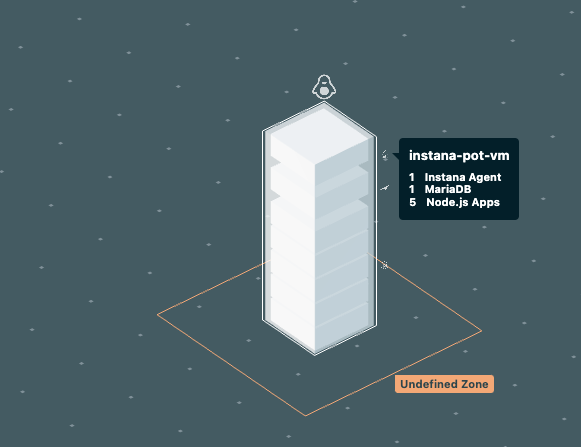 instana-pot-vm
1 Instana Agent
1 MariaDB
5 Node.js Apps
Undefined Zone